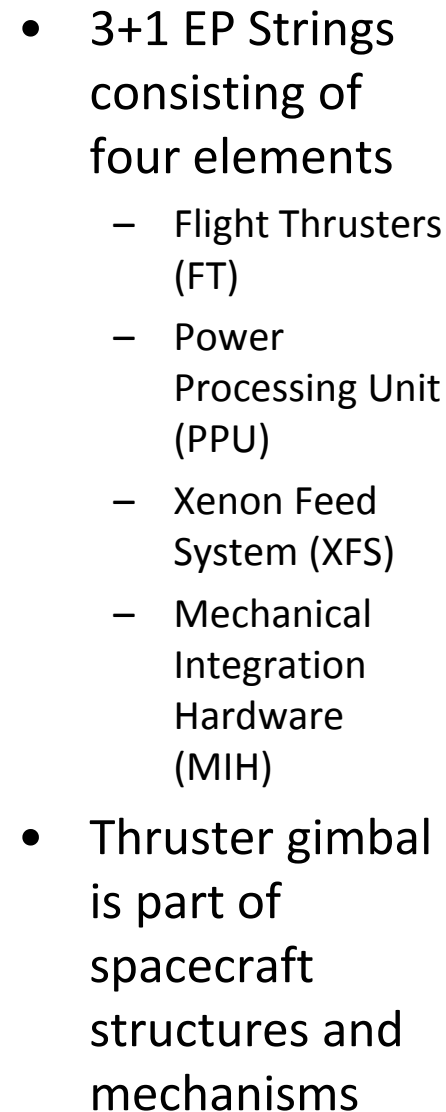 • 3+1 EP Strings
consisting of
four elements
– Flight Thrusters
(FT)
– Power
Processing Unit
(PPU)
– Xenon Feed
System (XFS)
– Mechanical
Integration
Hardware
(MIH)
• Thruster gimbal
is part of
spacecraft
structures and
mechanisms